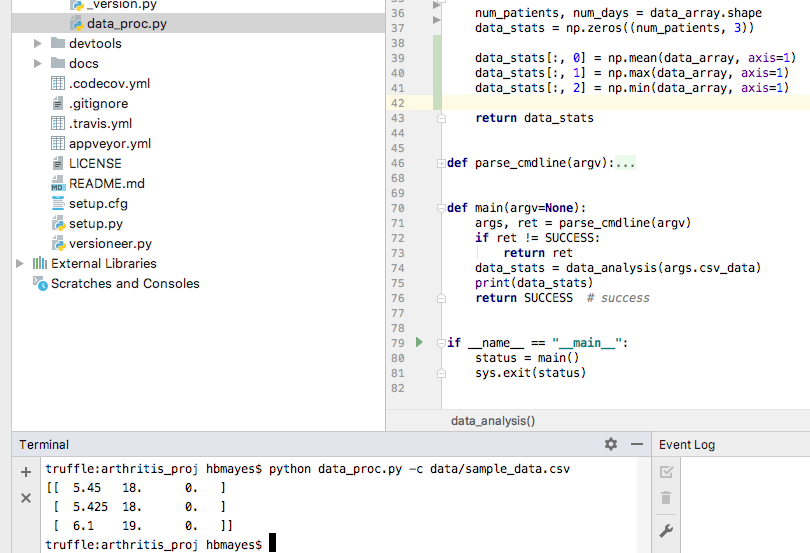 _version.py
data_proc.py
devtools
docs
.codecov.yml
.gitignore
.travis.yml
appveyor.yml
LICENSE
MD README.md
setup.cfg
setup.py
versioneer.py
External Libraries
Scratches and Consoles
36 num_patients, num_days = data_array.shape
37 data_stats = np.zeros((num_patients, 3))
38
39 data_stats[:, 0] = np.mean(data_array, axis=1)
40 data_stats[:, 1] = np.max(data_array, axis=1)
41 data_stats[:, 2] = np.min(data_array, axis=1)
42
43 return data_stats
44
45
46 def parse_cmdline(argv):...
68
69
70 def main(argv=None):
71 args, ret = parse_cmdline(argv)
72 if ret != SUCCESS:
73 return ret
74 data_stats = data_analysis(args.csv_data)
75 print(data_stats)
76 return SUCCESS  # success
77
78
79 if __name__ == "__main__":
80 status = main()
81 sys.exit(status)
82
data_analysis()
Terminal
truffle:arthritis_proj hbmayes$ python data_proc.py -c data/sample_data.csv
[[  5.45   18.      0.   ]
 [  5.425  18.      0.   ]
 [  6.1    19.      0.   ]]
truffle:arthritis_proj hbmayes$
Event Log